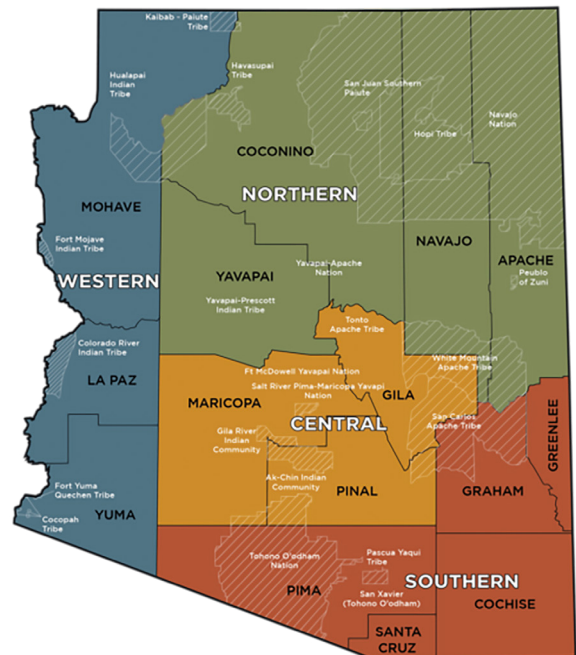 Kaibab - Paiute
Tribe
Hualapai
Indian
Tribe
Havasupai
Tribe
San Juan Southern
Paiute
Navajo
Nation
Hopi Tribe
COCONINO
NORTHERN
MOHAVE
NAVAJO
Fort Mojave
Indian Tribe
APACHE
WESTERN
YAVAPAI
Yavapai-Apache
Nation
Peublo
of Zuni
Yavapai-Prescott
Indian Tribe
Tonto
Apache Tribe
Colorado River
Indian Tribe
White Mountain
Apache Tribe
LA PAZ
Ft McDowell Yavapai Nation
Salt River Pima-Maricopa Yavapi
Nation
MARICOPA
GILA
CENTRAL
San Carlos
Apache Tribe
GREENLEE
Gila River
Indian
Community
Ak-Chin Indian
Community
PINAL
GRAHAM
Fort Yuma
Quechen Tribe
YUMA
Cocopah
Tribe
Tohono O'odham
Nation
Pascua Yaqui
Tribe
SOUTHERN
PIMA
San Xavier
(Tohono O'odham)
COCHISE
SANTA
CRUZ